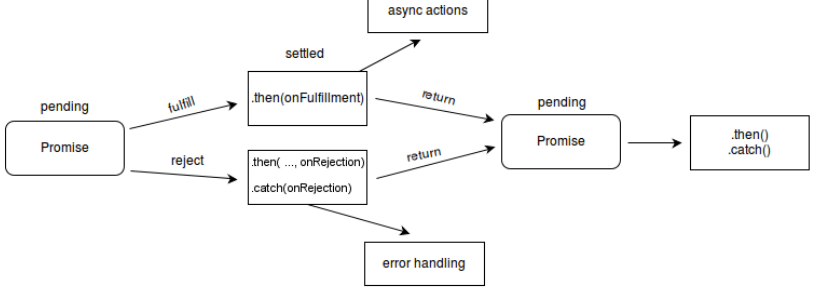 async actions
settled
pending
fulfill
.then(onFulfillment)
return
pending
Promise
reject
.then( ..., onRejection)
.catch(onRejection)
return
Promise
.then()
.catch()
error handling